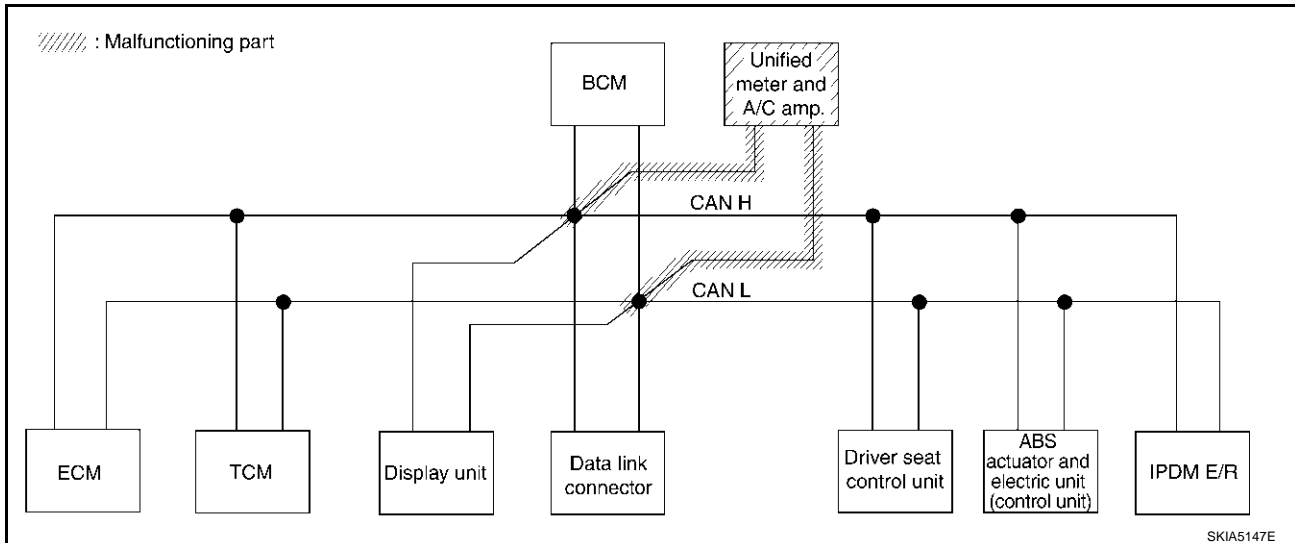 : Malfunctioning part
BCM
Unified
meter and
A/C amp.
CAN H
CAN L
ECM
TCM
Display unit
Data link
connector
Driver seat
control unit
ABS
actuator and
electric unit
(control unit)
IPDM E/R
SKIA5147E